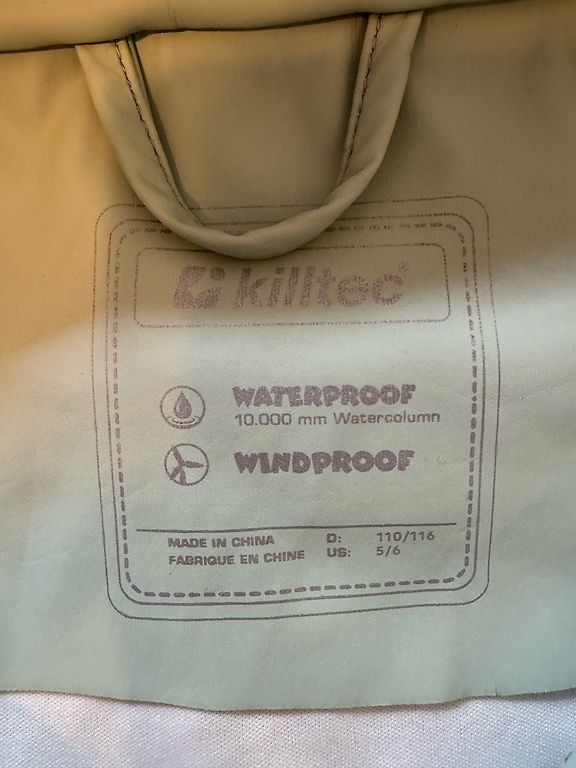 killtec®
WATERPROOF
10.000 mm Watercolumn
WINDPROOF
MADE IN CHINA D: 110/116
FABRIQUE EN CHINE US: 5/6